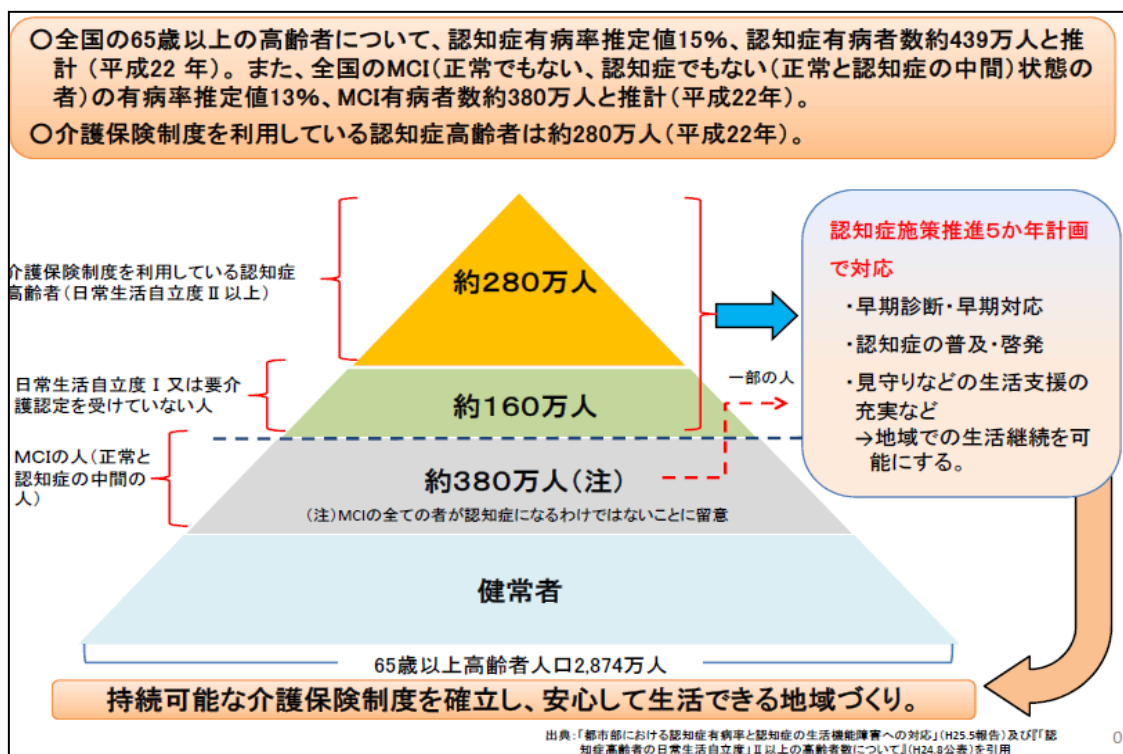 ○全国の65歳以上の高齢者について、認知症有病率推定値15%、認知症有病者数約439万人と推
計（平成22 年）。また、全国のMCI（正常でもない、認知症でもない（正常と認知症の中間）状態の
者）の有病率推定値13%、MCI有病者数約380万人と推計（平成22年）。
○介護保険制度を利用している認知症高齢者は約280万人（平成22年）。
介護保険制度を利用している認知症
高齢者（日常生活自立度Ⅱ以上）
約280万人
日常生活自立度Ⅰ又は要介
護認定を受けていない人
約160万人
MCIの人（正常と
認知症の中間の
人）
約380万人（注）
（注）MCIの全ての者が認知症になるわけではないことに留意
一部の人
健常者
65歳以上高齢者人口2,874万人
認知症施策推進5か年計画
で対応
・早期診断・早期対応
・認知症の普及・啓発
・見守りなどの生活支援の
充実など
→地域での生活継続を可
能にする。
持続可能な介護保険制度を確立し、安心して生活できる地域づくり。
出典：「都市部における認知症有病率と認知症の生活機能障害への対応」（H25.5報告）及び『「認
知症高齢者の日常生活自立度」Ⅱ以上の高齢者数について』（H24.8公表）を引用
0